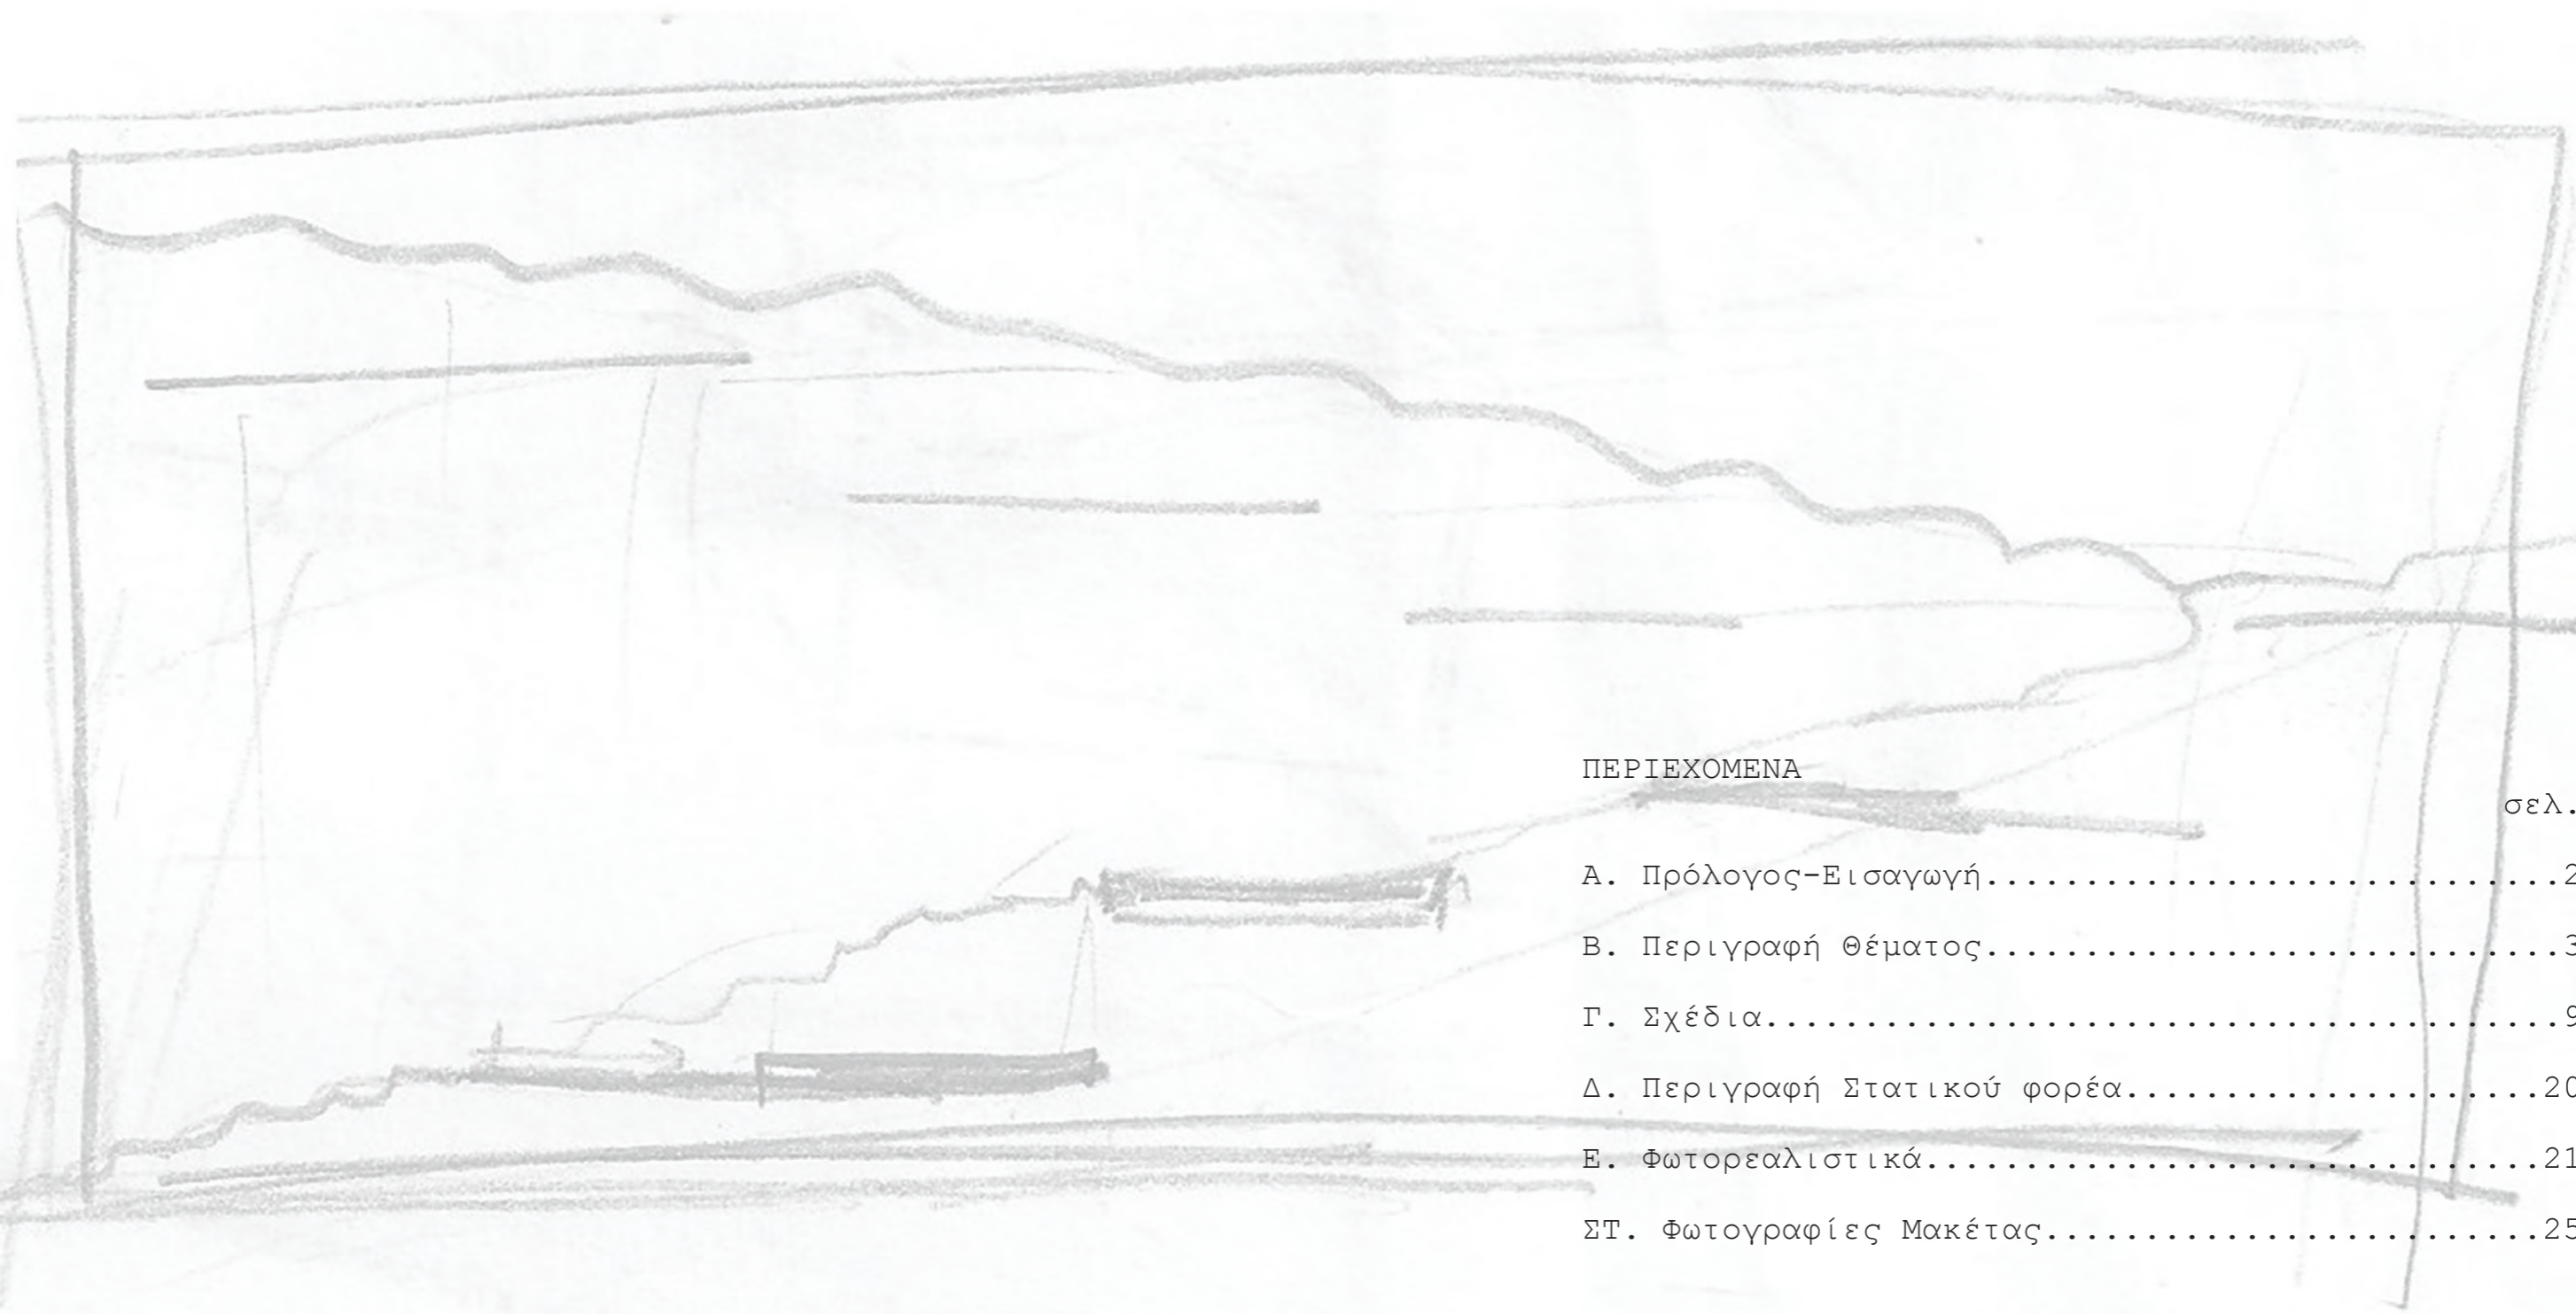 ΠΕΡΙΕΧΟΜΕΝΑ
σελ.
Α. Πρόλογος-Εισαγωγή.............................2
Β. Περιγραφή Θέματος.............................3
Γ. Σχέδια........................................9
Δ. Περιγραφή Στατικού φορέα.....................20
Ε. Φωτορεαλιστικά...............................21
ΣΤ. Φωτογραφίες Μακέτας.........................25